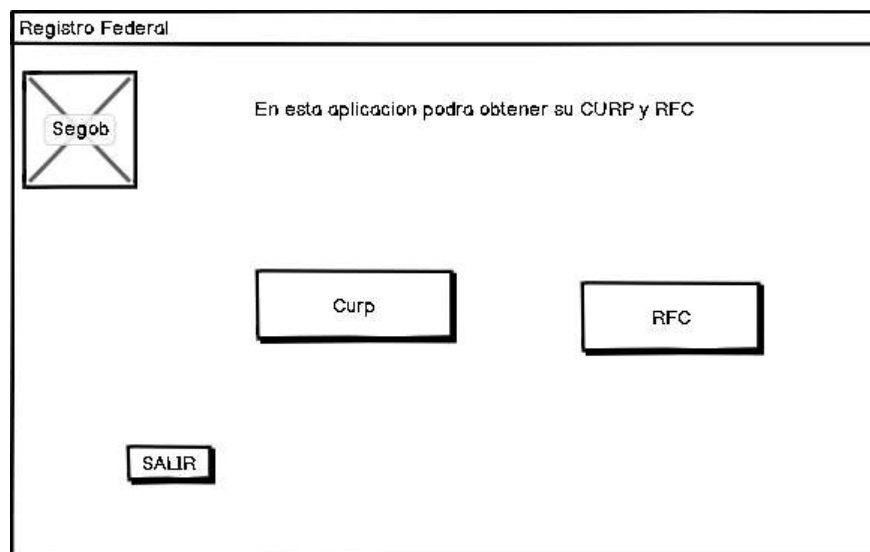 Registro Federal
Segob
En esta aplicacion podra obtener su CURP y RFC
Curp
RFC
SALIR